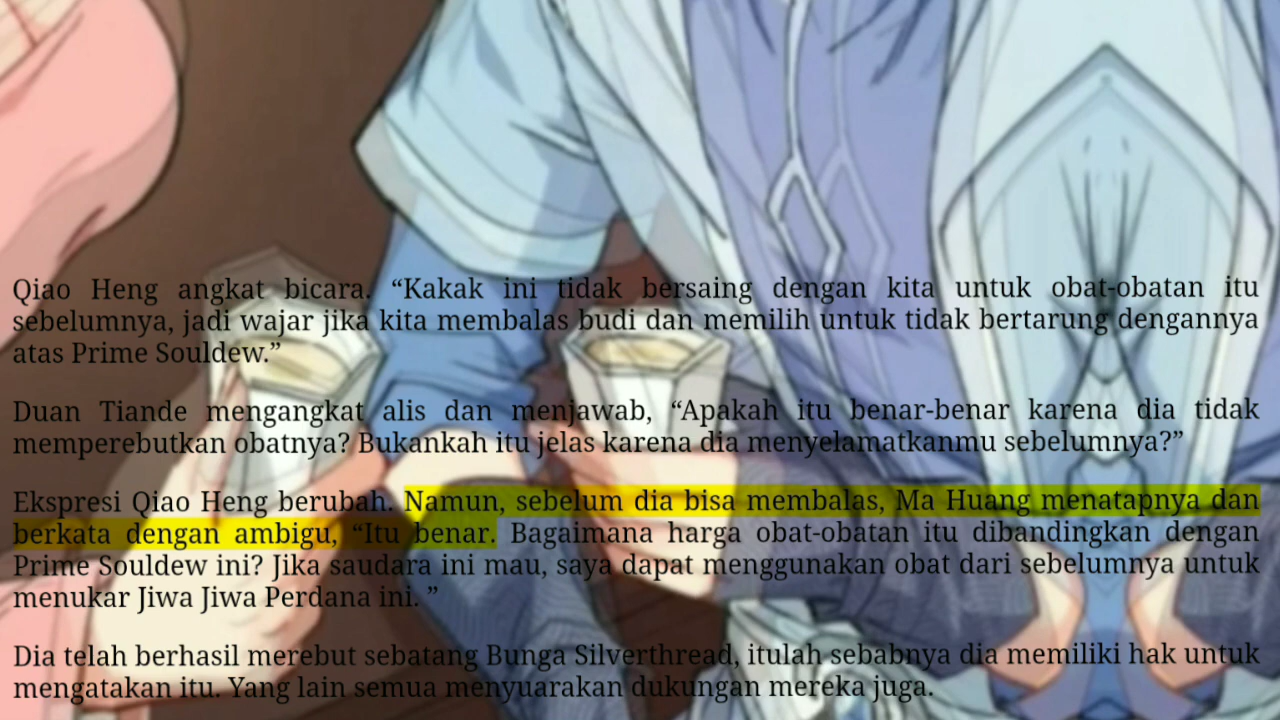 Qiao Heng angkat bicara. “Kakak ini tidak bersaing dengan kita untuk obat-obatan itu
sebelumnya, jadi wajar jika kita membalas budi dan memilih untuk tidak bertarung dengannya
atas Prime Souldew.”
Duan Tiande mengangkat alis dan menjawab, “Apakah itu benar-benar karena dia tidak
memperebutkan obatnya? Bukankah itu jelas karena dia menyelamatkanmu sebelumnya?”
Ekspresi Qiao Heng berubah. Namun, sebelum dia bisa membalas, Ma Huang menatapnya dan
berkata dengan ambigu, “Itu benar. Bagaimana harga obat-obatan itu dibandingkan dengan
Prime Souldew ini? Jika saudara ini mau, saya dapat menggunakan obat dari sebelumnya untuk
menukar Jiwa Jiwa Perdana ini. ”
Dia telah berhasil merebut sebatang Bunga Silverthread, itulah sebabnya dia memiliki hak untuk
mengatakan itu. Yang lain semua menyuarakan dukungan mereka juga.